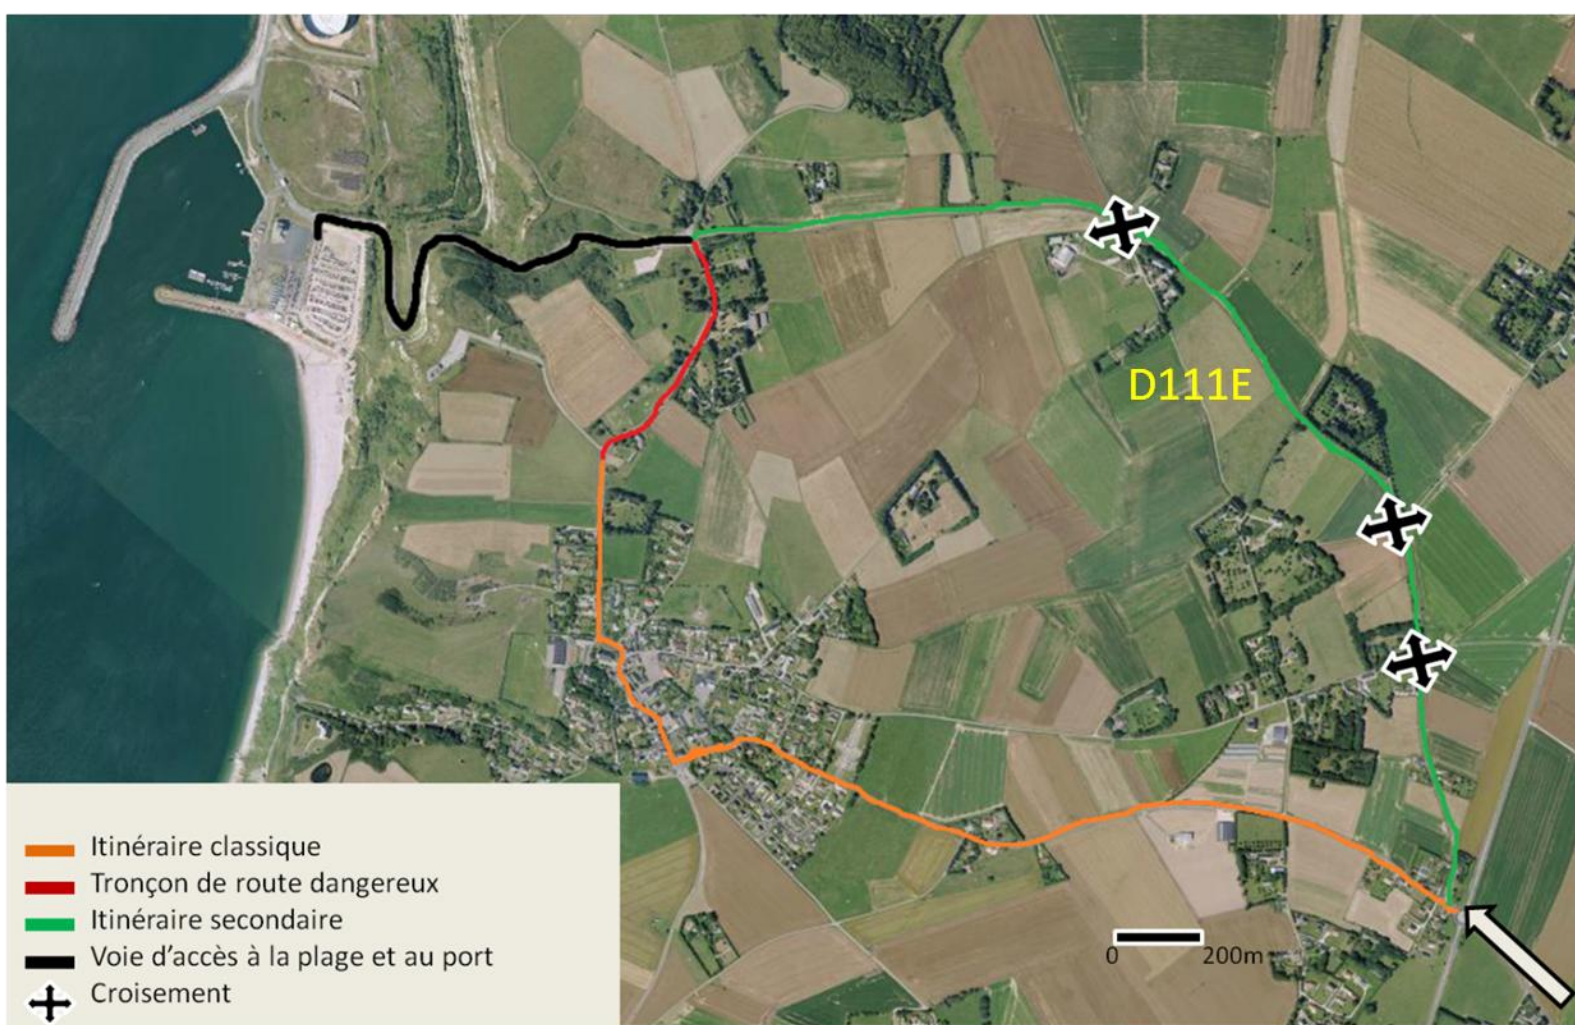 D111E
Itinéraire classique
Tronçon de route dangereux
Itinéraire secondaire
Voie d'accès à la plage et au port
Croisement
0 200m